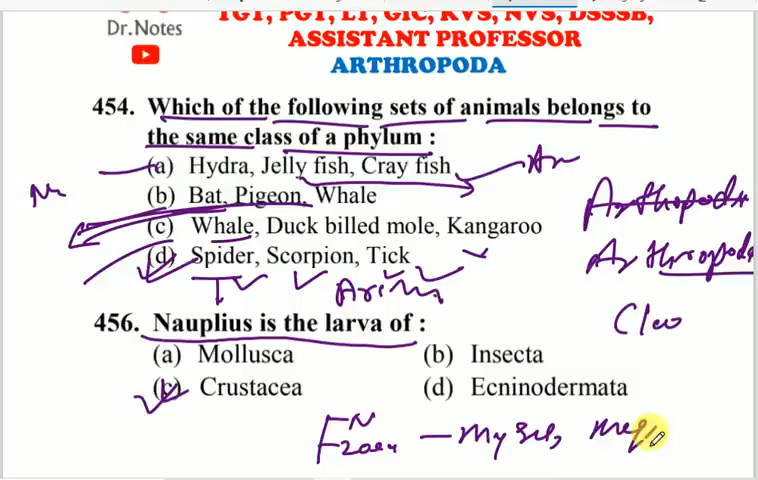 TGT, PGT, LT, GIC, KVS, NVS, DSSSB,
Dr.Notes
ASSISTANT PROFESSOR
ARTHROPODA
454. Which of the following sets of animals belongs to
the same class of a phylum :
(a) Hydra, Jelly fish, Cray fish
(b) Bat, Pigeon, Whale
(c) Whale, Duck billed mole, Kangaroo
(d) Spider, Scorpion, Tick
Arthropoda
Arthropoda
456. Nauplius is the larva of :
(a) Mollusca (b) Insecta
(c) Crustacea (d) Ecninodermata